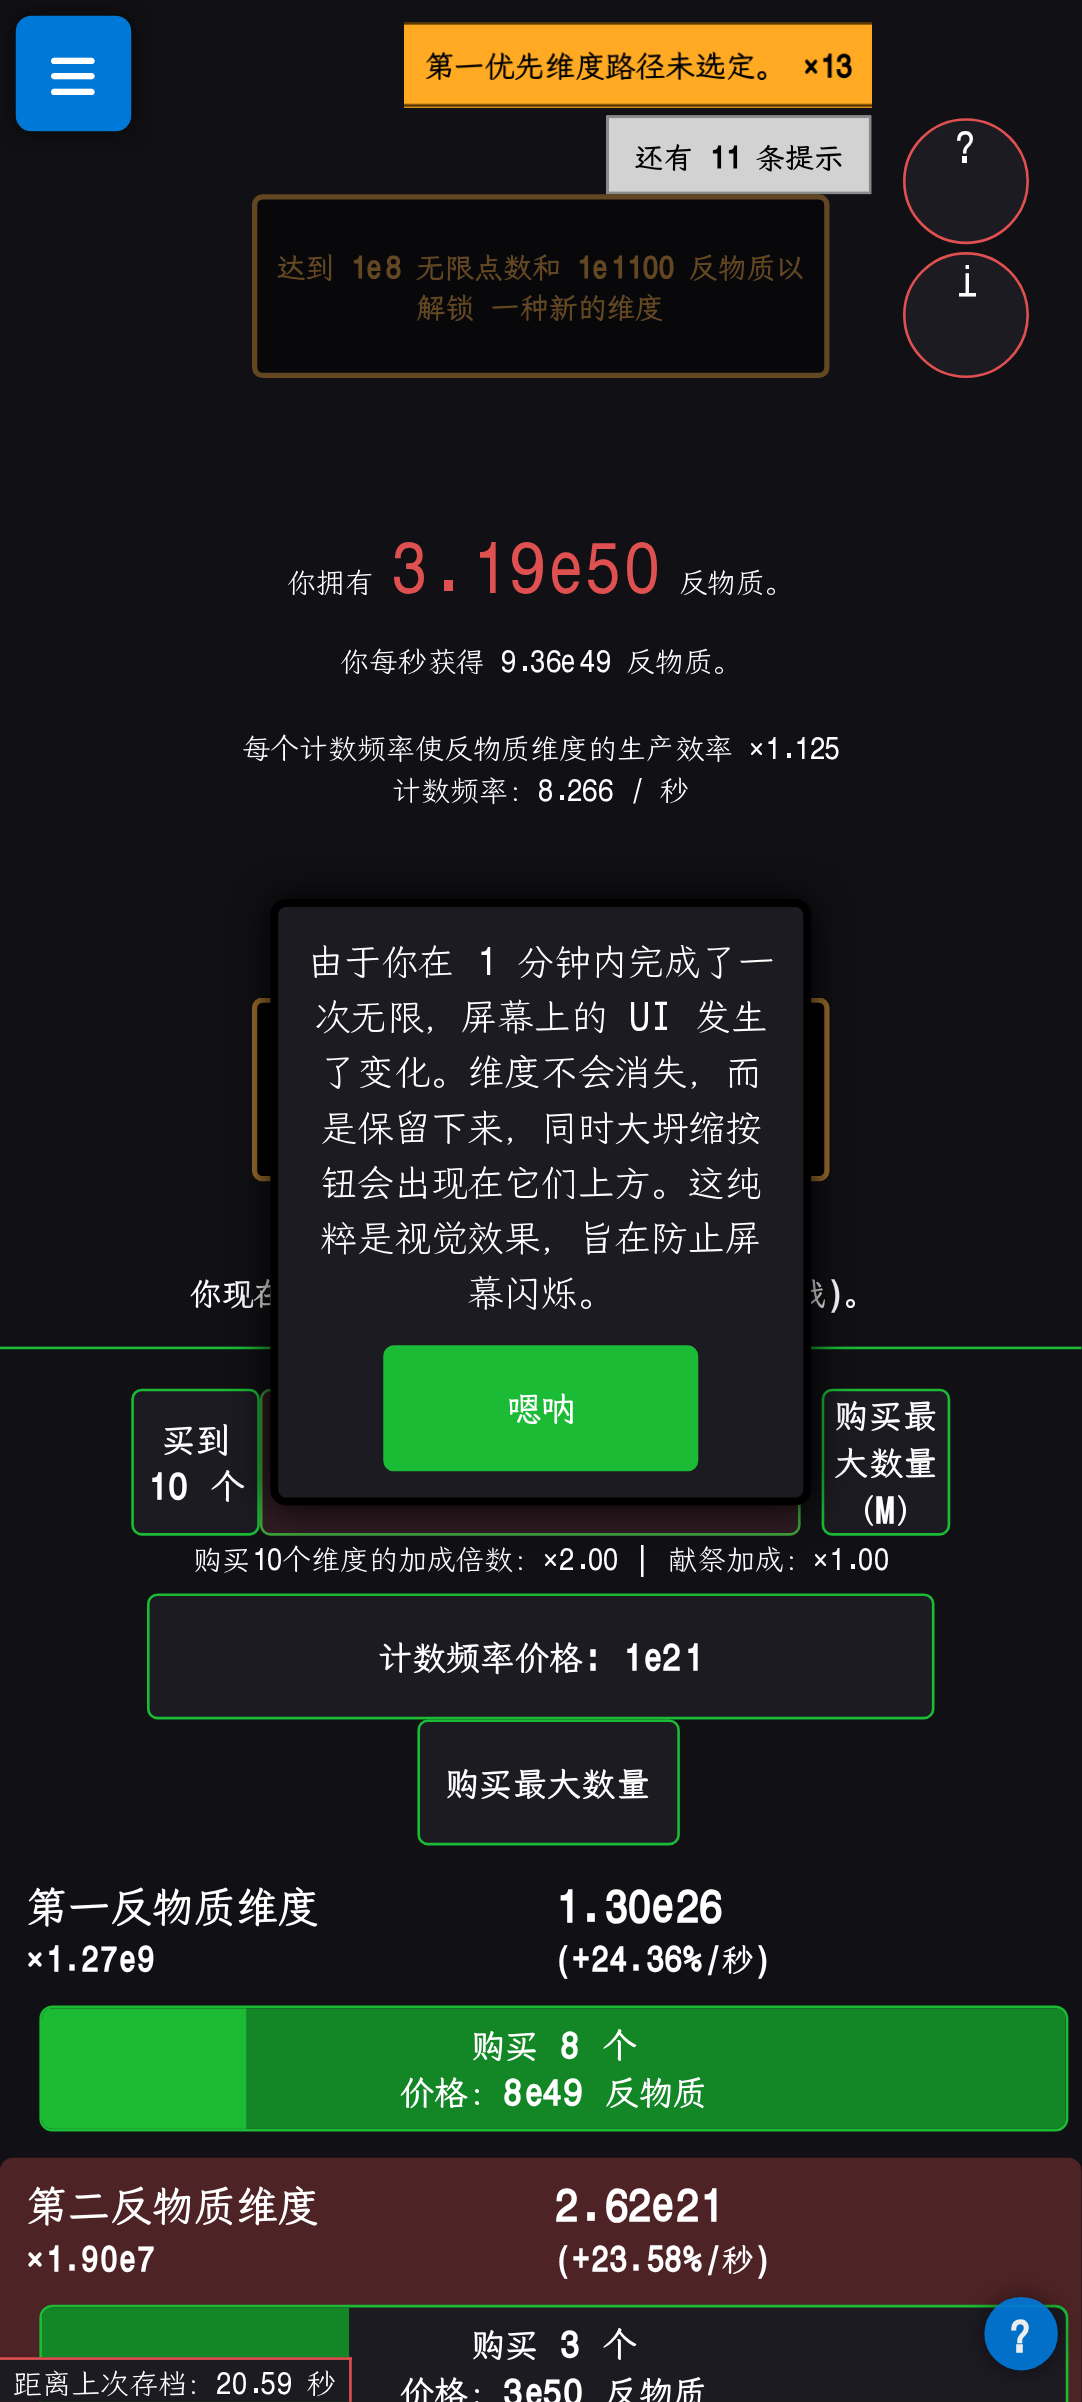 第一优先维度路径未选定。 ×13
还有 11 条提示
?
i
达到 1e8 无限点数和 1e1100 反物质以
解锁 一种新的维度
你拥有 3.19e50 反物质。
你每秒获得 9.36e49 反物质。
每个计数频率使反物质维度的生产效率 ×1.125
计数频率: 8.266 / 秒
由于你在 1 分钟内完成了一
次无限, 屏幕上的 UI 发生
了变化。维度不会消失, 而
是保留下来, 同时大坍缩按
钮会出现在它们上方。这纯
粹是视觉效果, 旨在防止屏
幕闪烁。
嗯呐
你现在
戏)。
买到
10 个
购买最
大数量
(M)
购买10个维度的加成倍数: ×2.00 | 献祭加成: ×1.00
计数频率价格: 1e21
购买最大数量
第一反物质维度 1.30e26
×1.27e9 (+24.36%/秒)
购买 8 个
价格: 8e49 反物质
第二反物质维度 2.62e21
×1.90e7 (+23.58%/秒)
购买 3 个
价格: 3e50 反物质
?
距离上次存档: 20.59 秒